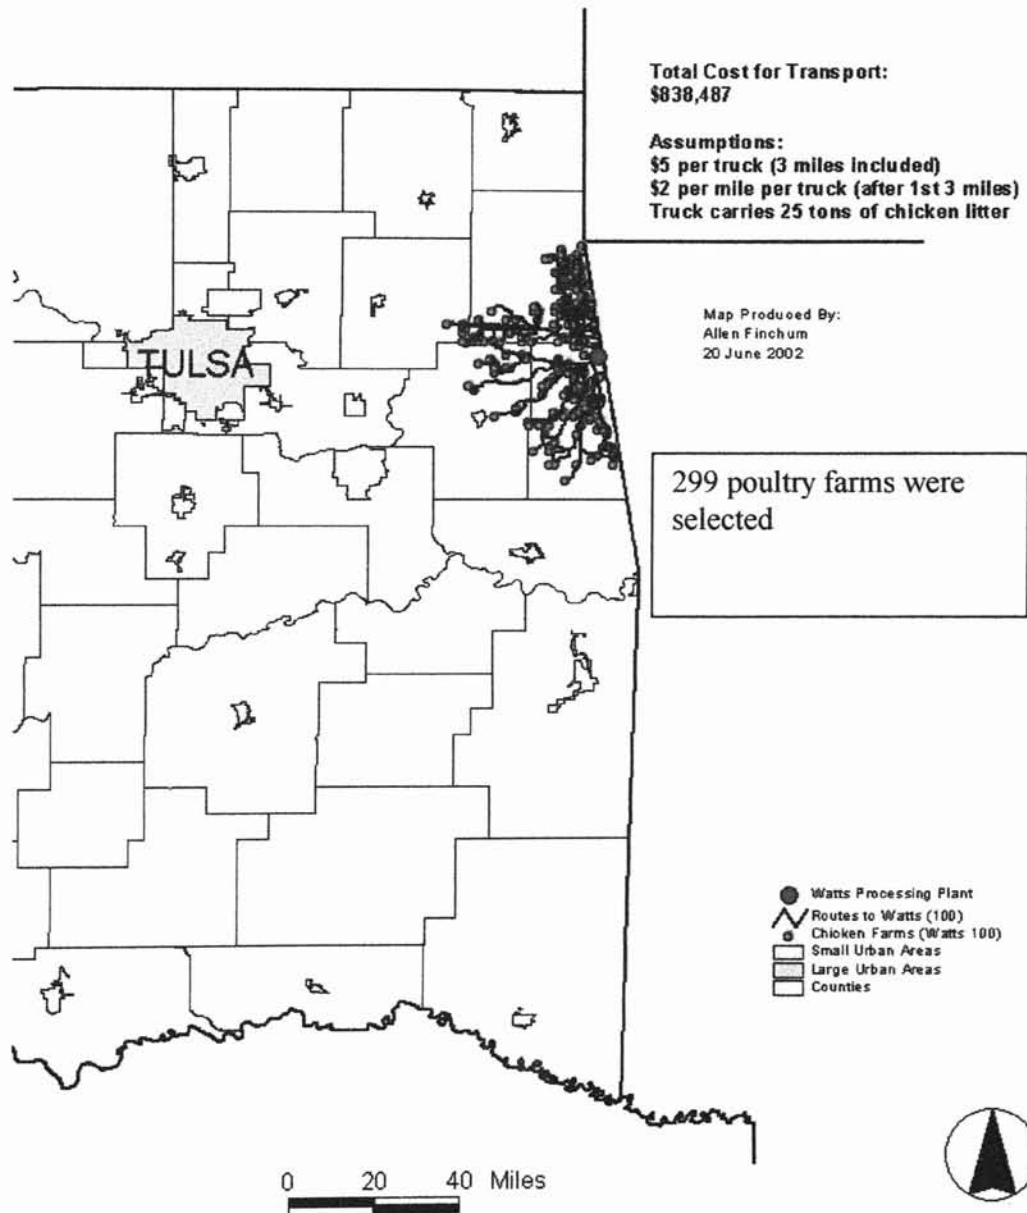 Total Cost for Transport:
$838,487
Assumptions:
$5 per truck (3 miles included)
$2 per mile per truck (after 1st 3 miles)
Truck carries 25 tons of chicken litter
Map Produced By:
Allen Finchum
20 June 2002
TULSA
299 poultry farms were
selected
Watts Processing Plant
Routes to Watts (100)
Chicken Farms (Watts 100)
Small Urban Areas
Large Urban Areas
Counties
0 20 40 Miles